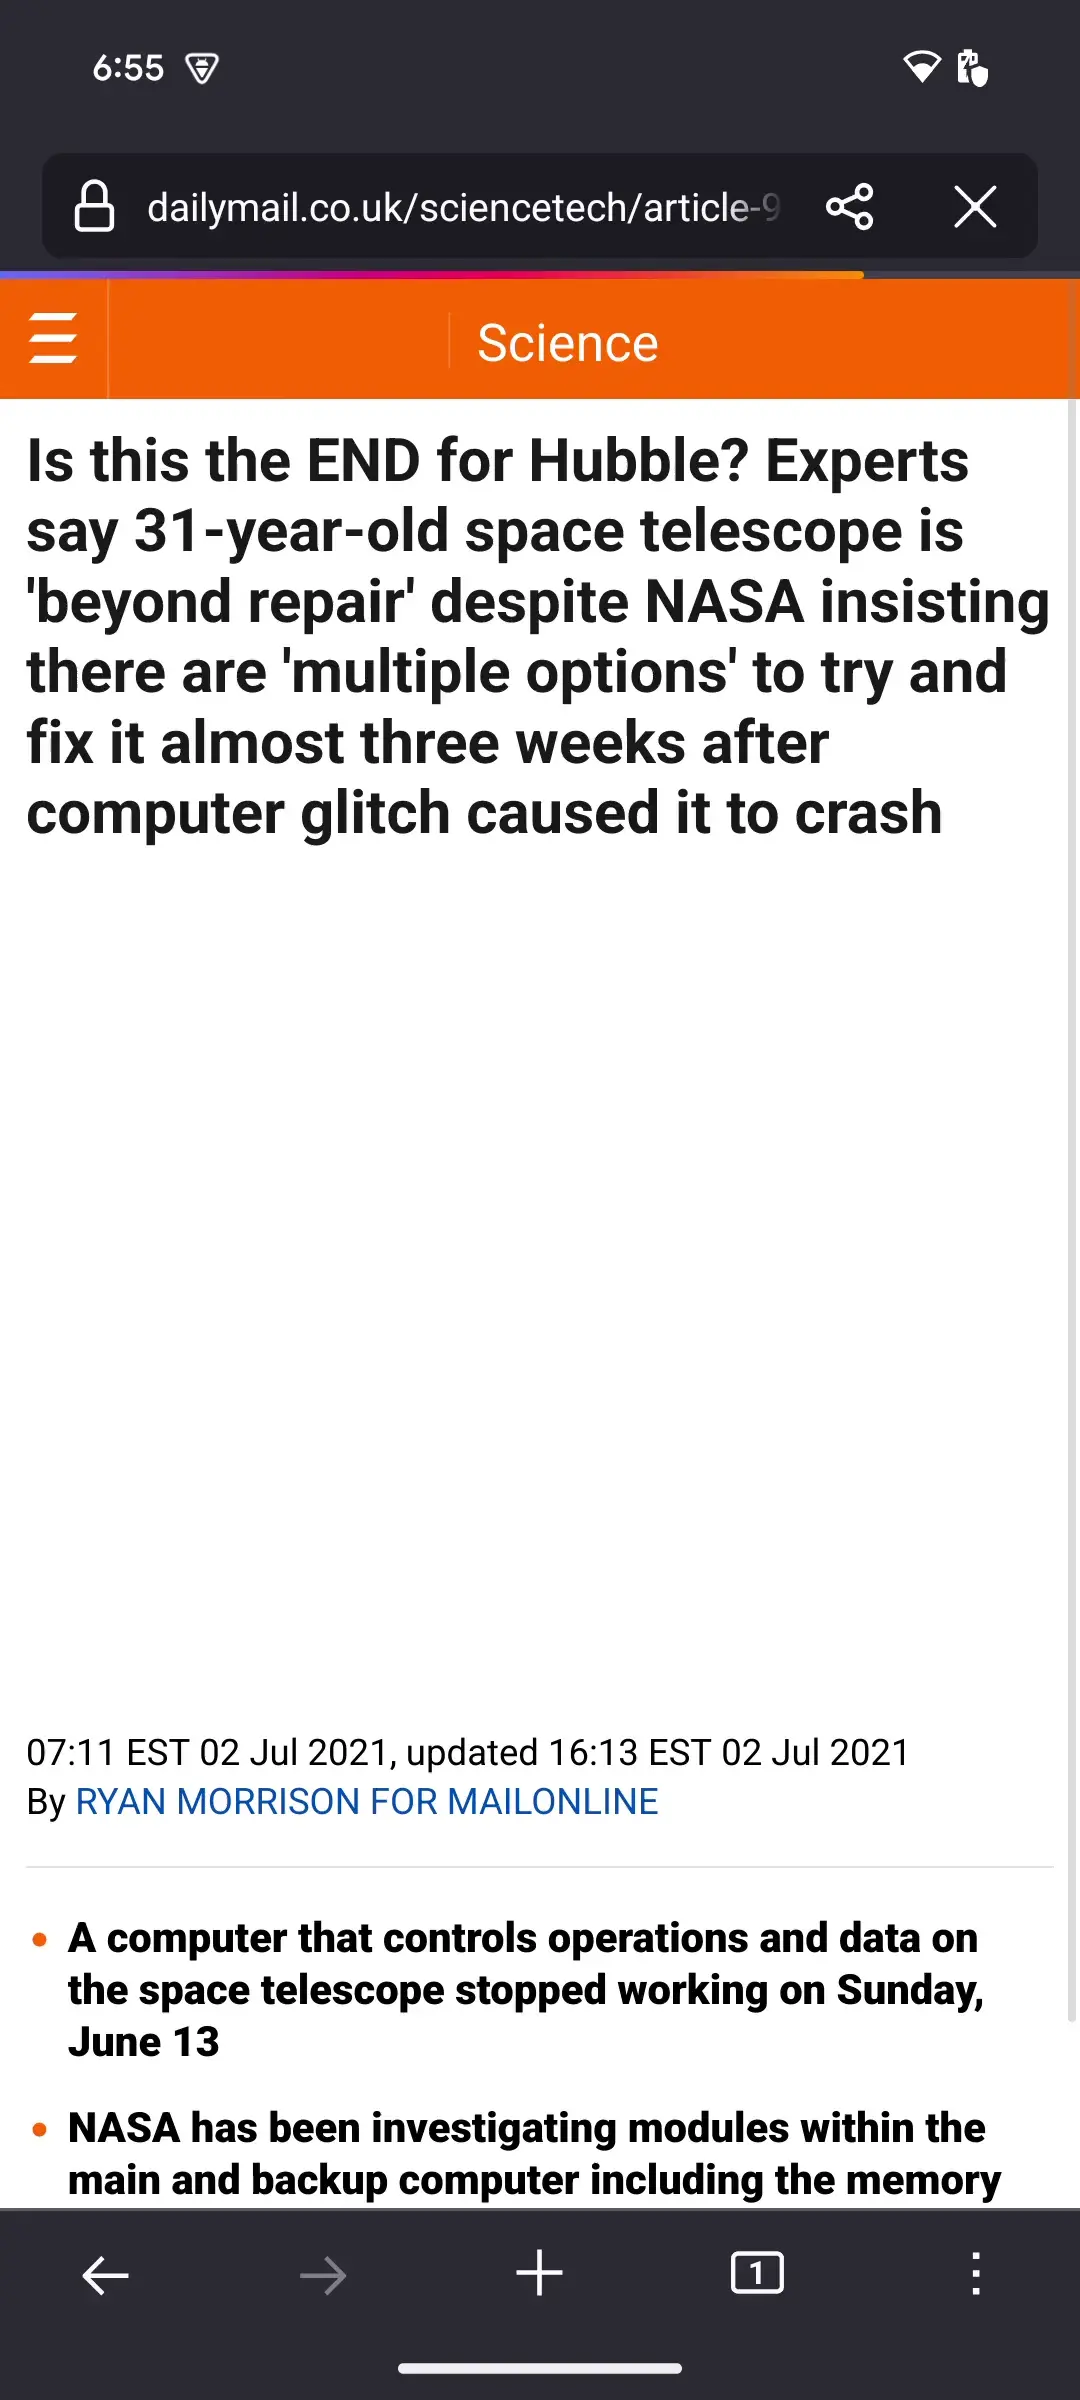 6:55
dailymail.co.uk/sciencetech/article-9
Science
Is this the END for Hubble? Experts
say 31-year-old space telescope is
'beyond repair' despite NASA insisting
there are 'multiple options' to try and
fix it almost three weeks after
computer glitch caused it to crash
07:11 EST 02 Jul 2021, updated 16:13 EST 02 Jul 2021
By RYAN MORRISON FOR MAILONLINE
A computer that controls operations and data on
the space telescope stopped working on Sunday,
June 13
NASA has been investigating modules within the
main and backup computer including the memory
1